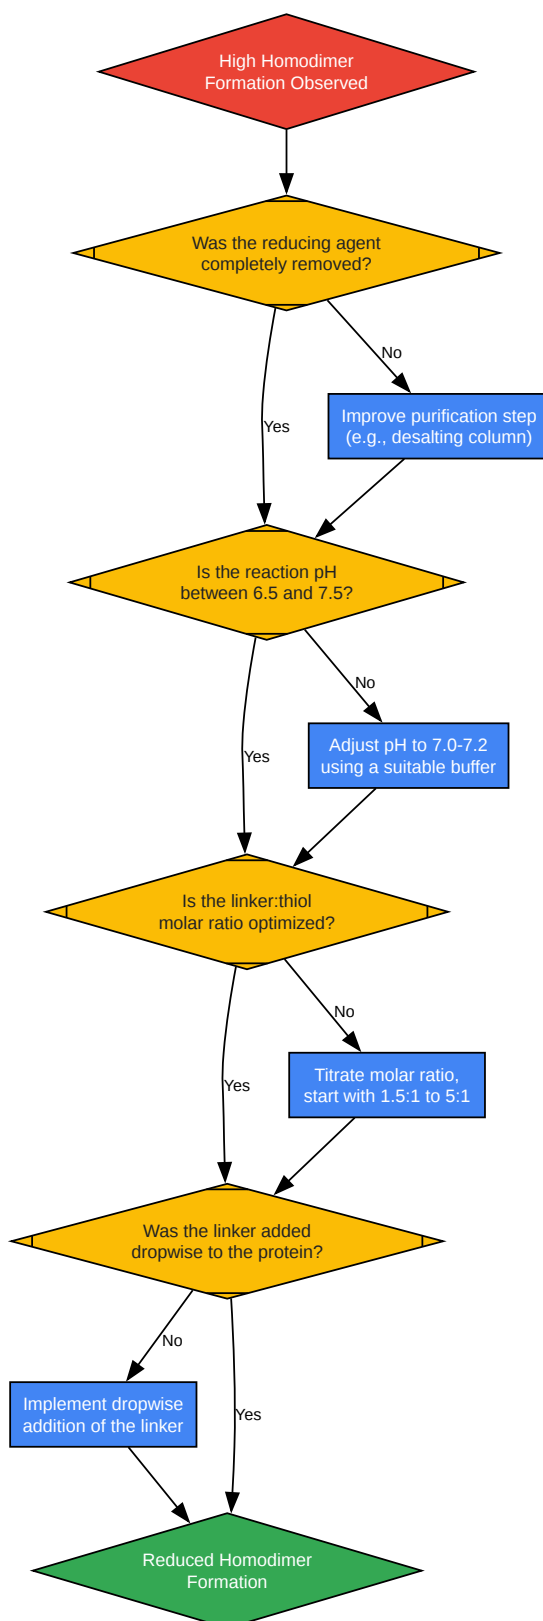 High Homodimer
Formation Observed
Was the reducing agent
completely removed?
No
Yes
Improve purification step
(e.g., desalting column)
Is the reaction pH
between 6.5 and 7.5?
No
Yes
Adjust pH to 7.0-7.2
using a suitable buffer
Is the linker:thiol
molar ratio optimized?
No
Yes
Titrate molar ratio,
start with 1.5:1 to 5:1
Was the linker added
dropwise to the protein?
No
Yes
Implement dropwise
addition of the linker
Reduced Homodimer
Formation